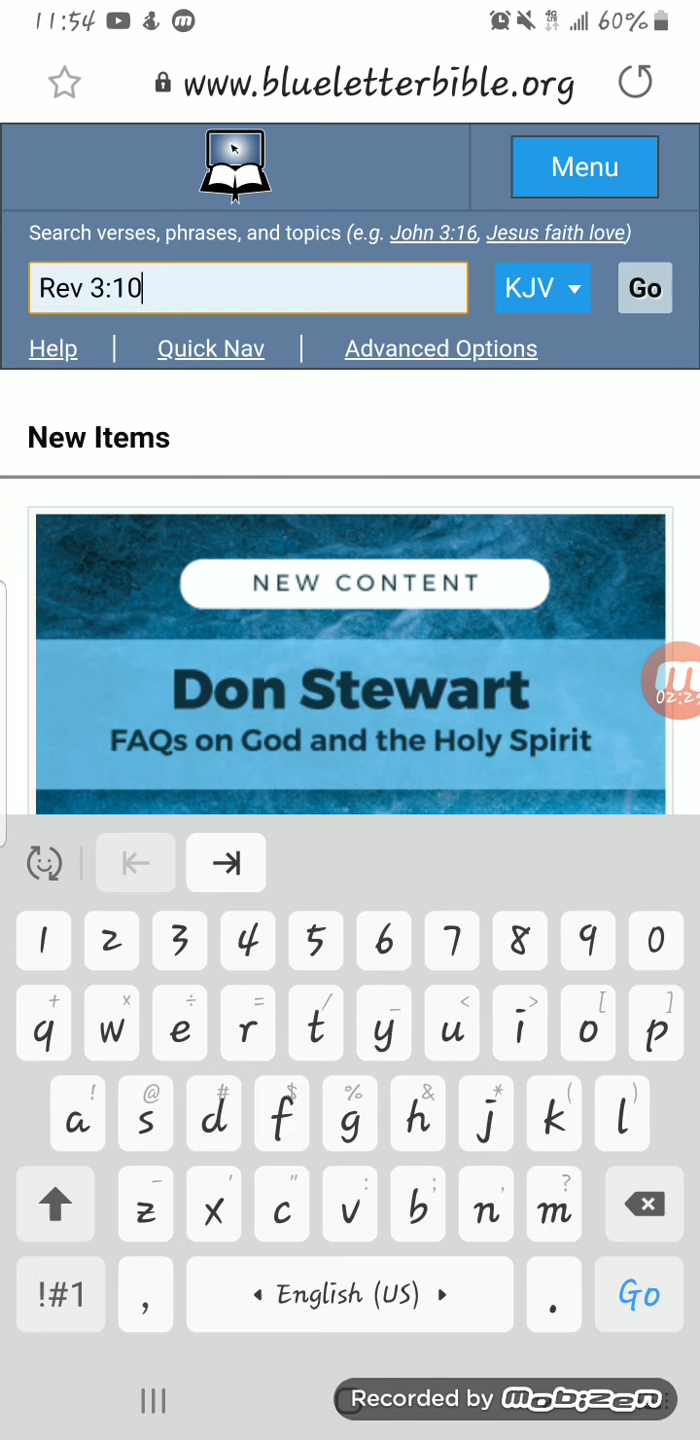 11:54 4G 60%
www.blueletterbible.org
Menu
Search verses, phrases, and topics (e.g. John 3:16, Jesus faith love)
Rev 3:10 KJV Go
Help | Quick Nav | Advanced Options
New Items
NEW CONTENT
Don Stewart
FAQs on God and the Holy Spirit
1 2 3 4 5 6 7 8 9 0
+ × ÷ = / _ < > [ ]
q w e r t y u i o p
! @ # $ % & * ( )
a s d f g h j k l
- ' " : ; , ?
z x c v b n m
!#1 , English (US) . Go
Recorded by mobizen